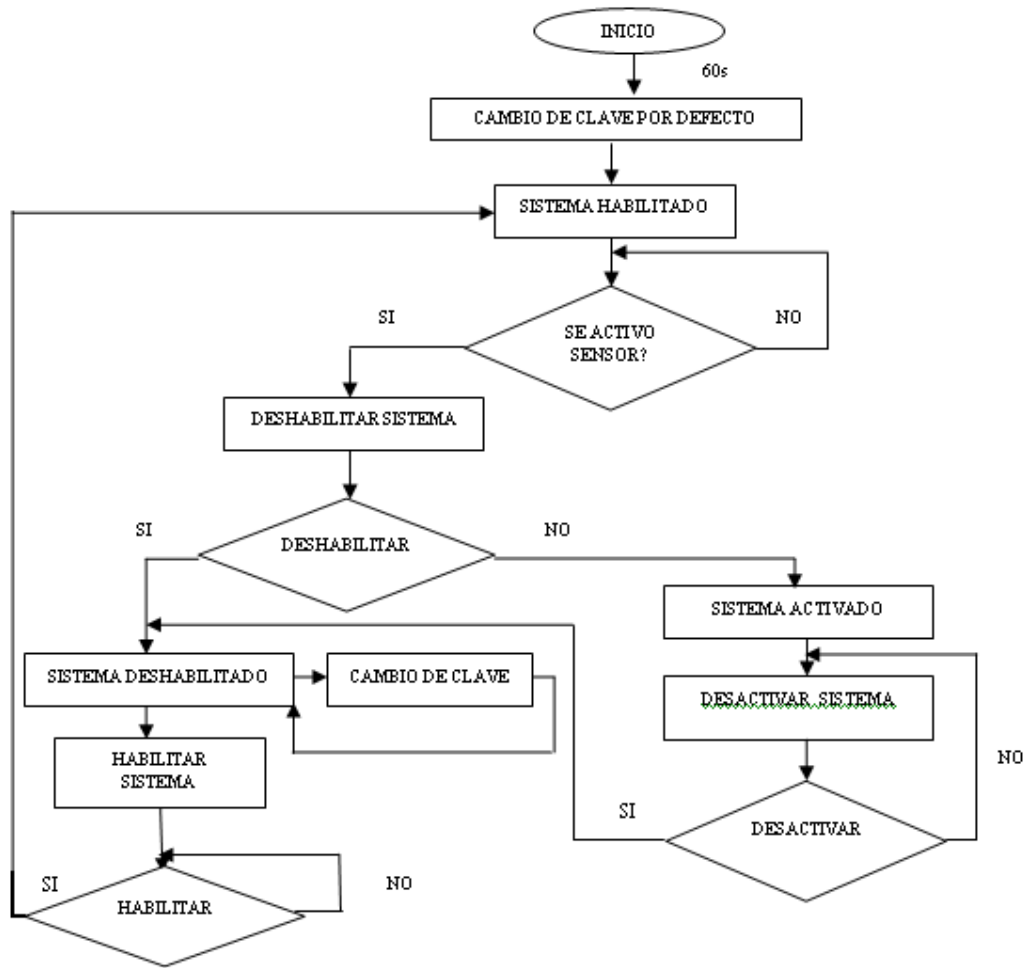 INICIO
60s
CAMBIO DE CLAVE POR DEFECTO
SISTEMA HABILITADO
SI
NO
SE ACTIVO
SENSOR?
DESHABILITAR SISTEMA
SI
NO
DESHABILITAR
SISTEMA ACTIVADO
SISTEMA DESHABILITADO
CAMBIO DE CLAVE
DESACTIVAR SISTEMA
HABILITAR
SISTEMA
NO
SI
DESACTIVAR
SI
NO
HABILITAR